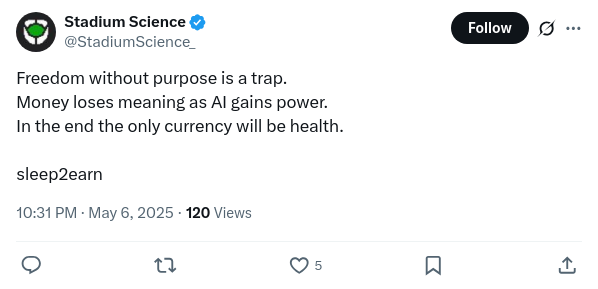 Stadium Science
@StadiumScience_
Follow
Freedom without purpose is a trap.
Money loses meaning as AI gains power.
In the end the only currency will be health.
sleep2earn
10:31 PM · May 6, 2025 · 120 Views
5